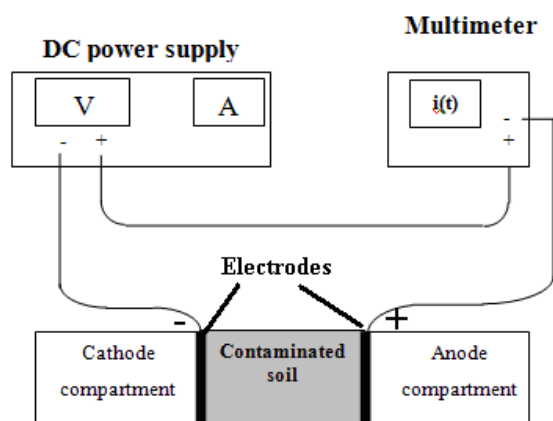 Multimeter
DC power supply
V
A
i(t)
- +
-
+
Electrodes
-
+
Cathode
compartment
Contaminated
soil
Anode
compartment